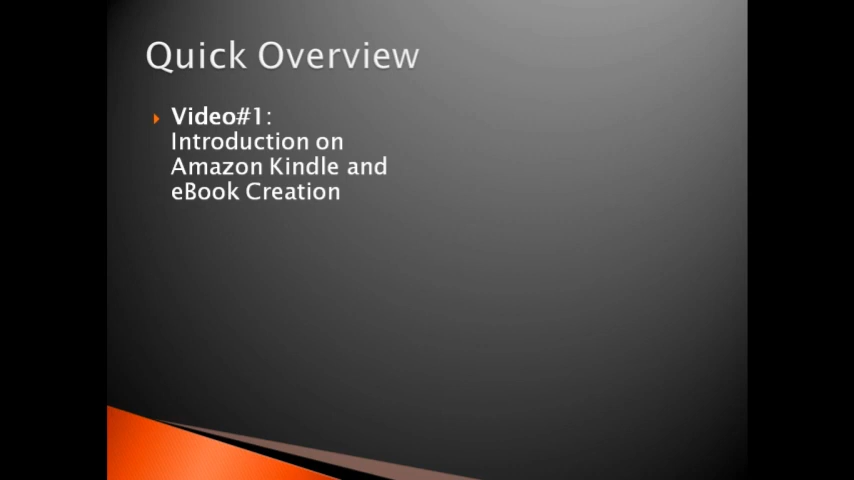 Quick Overview
Video#1:
Introduction on
Amazon Kindle and
eBook Creation